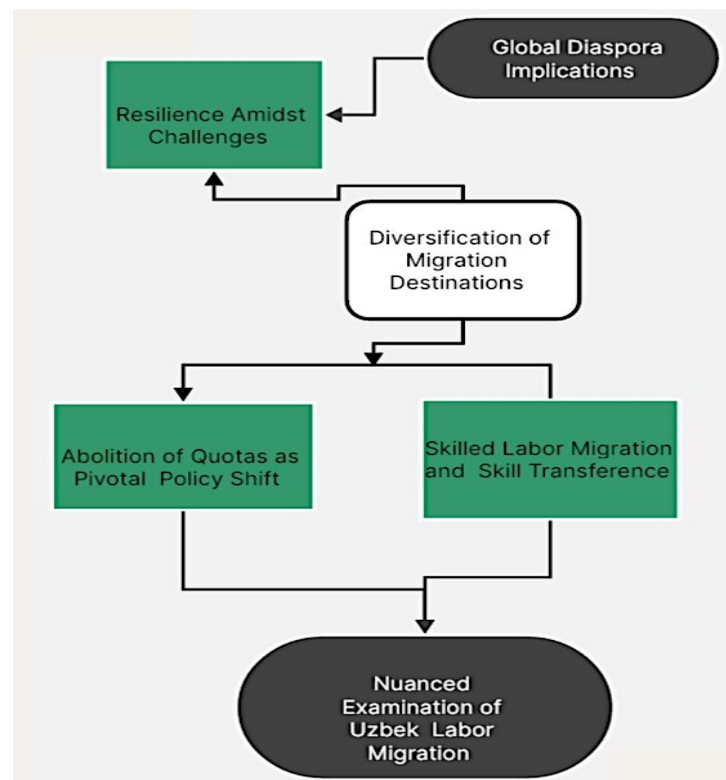 Global Diaspora
Implications
Resilience Amidst
Challenges
Diversification of
Migration
Destinations
Abolition of Quotas as
Pivotal Policy Shift
Skilled Labor Migration
and Skill Transference
Nuanced
Examination of
Uzbek Labor
Migration